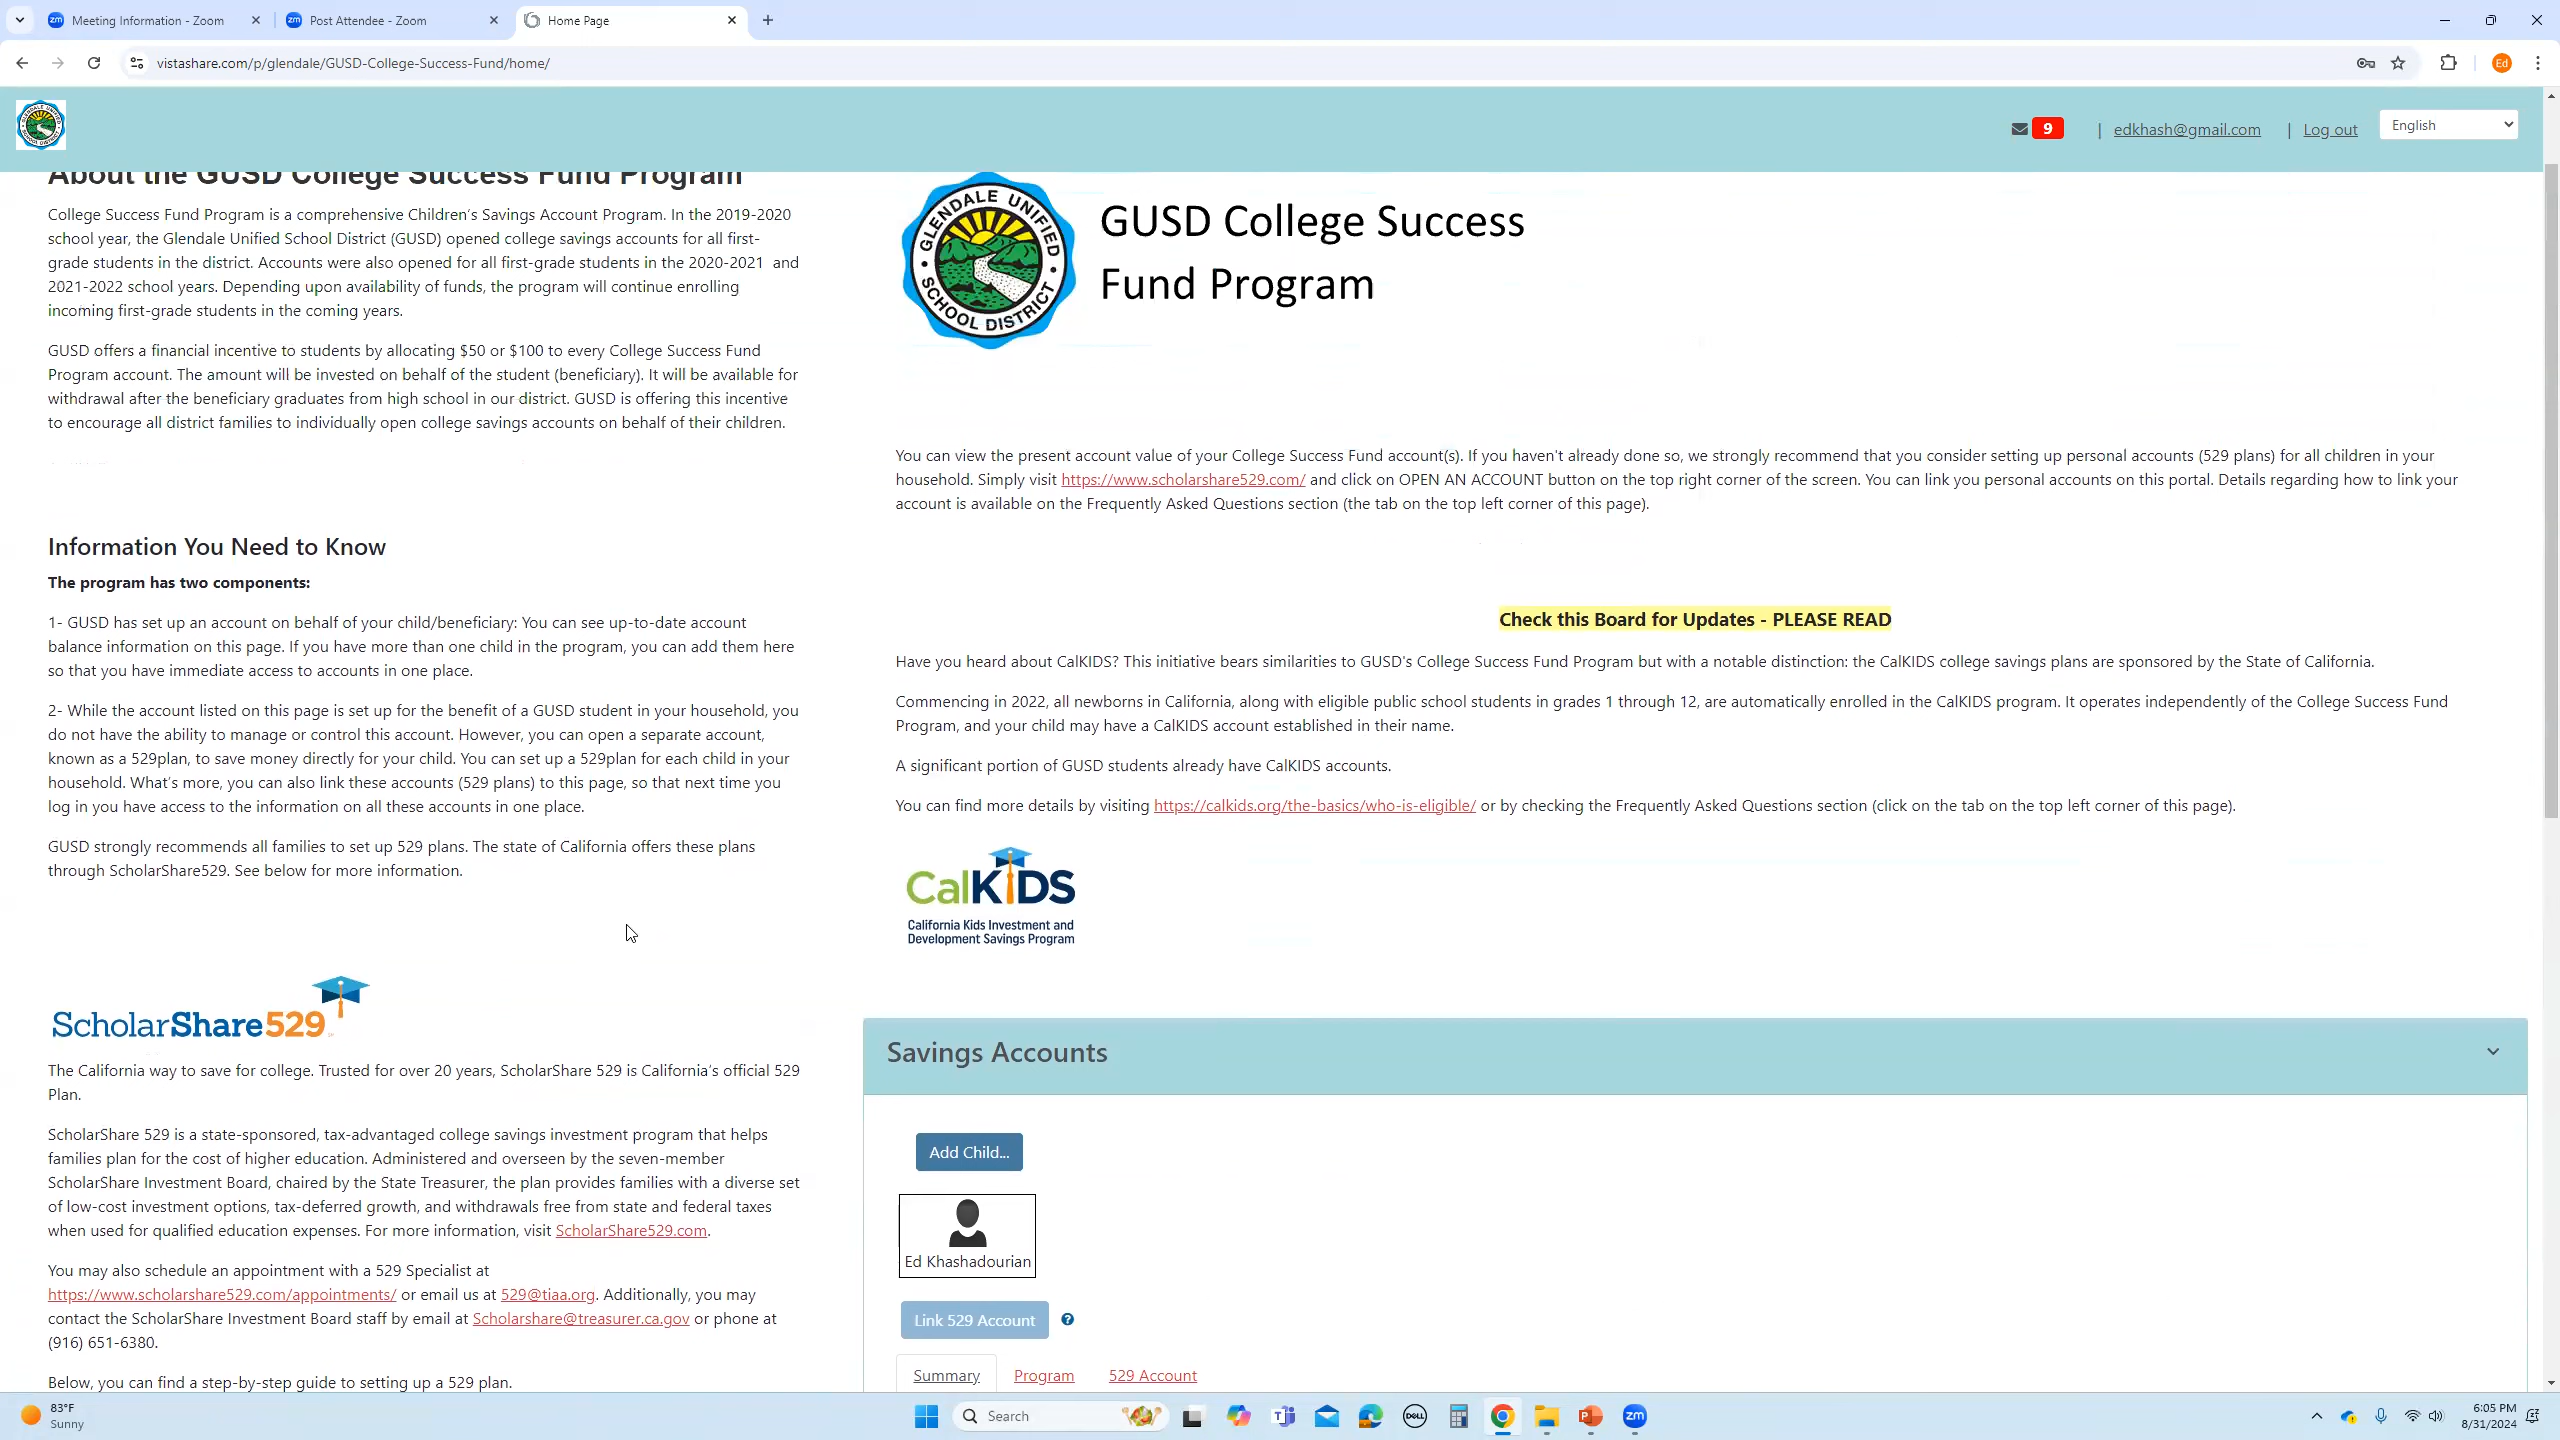 Meeting Information - Zoom
Post Attendee - Zoom
Home Page
vistashare.com/p/glendale/GUSD-College-Success-Fund/home/
Ed
9
|
edkhash@gmail.com
|
Log out
English
About the GUSD College Success Fund Program
College Success Fund Program is a comprehensive Children's Savings Account Program. In the 2019-2020
school year, the Glendale Unified School District (GUSD) opened college savings accounts for all first-
grade students in the district. Accounts were also opened for all first-grade students in the 2020-2021 and
2021-2022 school years. Depending upon availability of funds, the program will continue enrolling
incoming first-grade students in the coming years.
GUSD offers a financial incentive to students by allocating $50 or $100 to every College Success Fund
Program account. The amount will be invested on behalf of the student (beneficiary). It will be available for
withdrawal after the beneficiary graduates from high school in our district. GUSD is offering this incentive
to encourage all district families to individually open college savings accounts on behalf of their children.
Information You Need to Know
The program has two components:
1- GUSD has set up an account on behalf of your child/beneficiary: You can see up-to-date account
balance information on this page. If you have more than one child in the program, you can add them here
so that you have immediate access to accounts in one place.
2- While the account listed on this page is set up for the benefit of a GUSD student in your household, you
do not have the ability to manage or control this account. However, you can open a separate account,
known as a 529plan, to save money directly for your child. You can set up a 529plan for each child in your
household. What's more, you can also link these accounts (529 plans) to this page, so that next time you
log in you have access to the information on all these accounts in one place.
GUSD strongly recommends all families to set up 529 plans. The state of California offers these plans
through ScholarShare529. See below for more information.
ScholarShare529
The California way to save for college. Trusted for over 20 years, ScholarShare 529 is California's official 529
Plan.
ScholarShare 529 is a state-sponsored, tax-advantaged college savings investment program that helps
families plan for the cost of higher education. Administered and overseen by the seven-member
ScholarShare Investment Board, chaired by the State Treasurer, the plan provides families with a diverse set
of low-cost investment options, tax-deferred growth, and withdrawals free from state and federal taxes
when used for qualified education expenses. For more information, visit ScholarShare529.com.
You may also schedule an appointment with a 529 Specialist at
https://www.scholarshare529.com/appointments/ or email us at 529@tiaa.org. Additionally, you may
contact the ScholarShare Investment Board staff by email at Scholarshare@treasurer.ca.gov or phone at
(916) 651-6380.
Below, you can find a step-by-step guide to setting up a 529 plan.
GLENDALE UNIFIED
SCHOOL DISTRICT
GUSD College Success
Fund Program
You can view the present account value of your College Success Fund account(s). If you haven't already done so, we strongly recommend that you consider setting up personal accounts (529 plans) for all children in your
household. Simply visit https://www.scholarshare529.com/ and click on OPEN AN ACCOUNT button on the top right corner of the screen. You can link you personal accounts on this portal. Details regarding how to link your
account is available on the Frequently Asked Questions section (the tab on the top left corner of this page).
Check this Board for Updates - PLEASE READ
Have you heard about CalKIDS? This initiative bears similarities to GUSD's College Success Fund Program but with a notable distinction: the CalKIDS college savings plans are sponsored by the State of California.
Commencing in 2022, all newborns in California, along with eligible public school students in grades 1 through 12, are automatically enrolled in the CalKIDS program. It operates independently of the College Success Fund
Program, and your child may have a CalKIDS account established in their name.
A significant portion of GUSD students already have CalKIDS accounts.
You can find more details by visiting https://calkids.org/the-basics/who-is-eligible/ or by checking the Frequently Asked Questions section (click on the tab on the top left corner of this page).
CalKIDS
California Kids Investment and
Development Savings Program
Savings Accounts
Add Child...
Ed Khashadourian
Link 529 Account
Summary
Program
529 Account
83°F
Sunny
Search
6:05 PM
8/31/2024